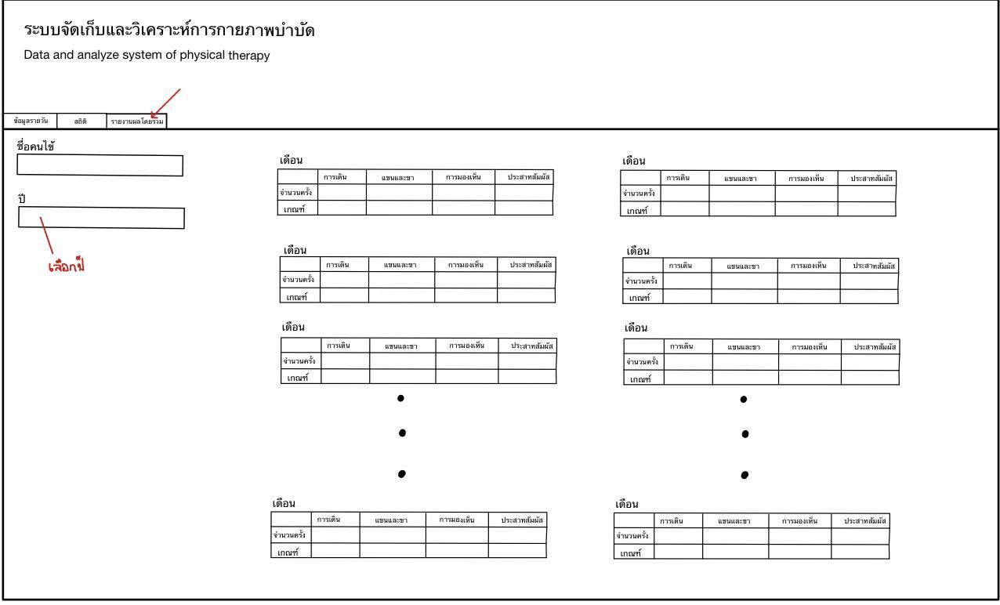 ระบบจัดเก็บและวิเคราะห์การกายภาพบำบัด
Data and analyze system of physical therapy
ข้อมูลรายวัน สถิติ รายงานผลโดยรวม
ชื่อคนไข้
ปี
เลือกปี
เดือน
การเดิน แขนและขา การมองเห็น ประสาทสัมผัส
จำนวนครั้ง
เกณฑ์
เดือน
การเดิน แขนและขา การมองเห็น ประสาทสัมผัส
จำนวนครั้ง
เกณฑ์
เดือน
การเดิน แขนและขา การมองเห็น ประสาทสัมผัส
จำนวนครั้ง
เกณฑ์
เดือน
การเดิน แขนและขา การมองเห็น ประสาทสัมผัส
จำนวนครั้ง
เกณฑ์
เดือน
การเดิน แขนและขา การมองเห็น ประสาทสัมผัส
จำนวนครั้ง
เกณฑ์
เดือน
การเดิน แขนและขา การมองเห็น ประสาทสัมผัส
จำนวนครั้ง
เกณฑ์
เดือน
การเดิน แขนและขา การมองเห็น ประสาทสัมผัส
จำนวนครั้ง
เกณฑ์
เดือน
การเดิน แขนและขา การมองเห็น ประสาทสัมผัส
จำนวนครั้ง
เกณฑ์